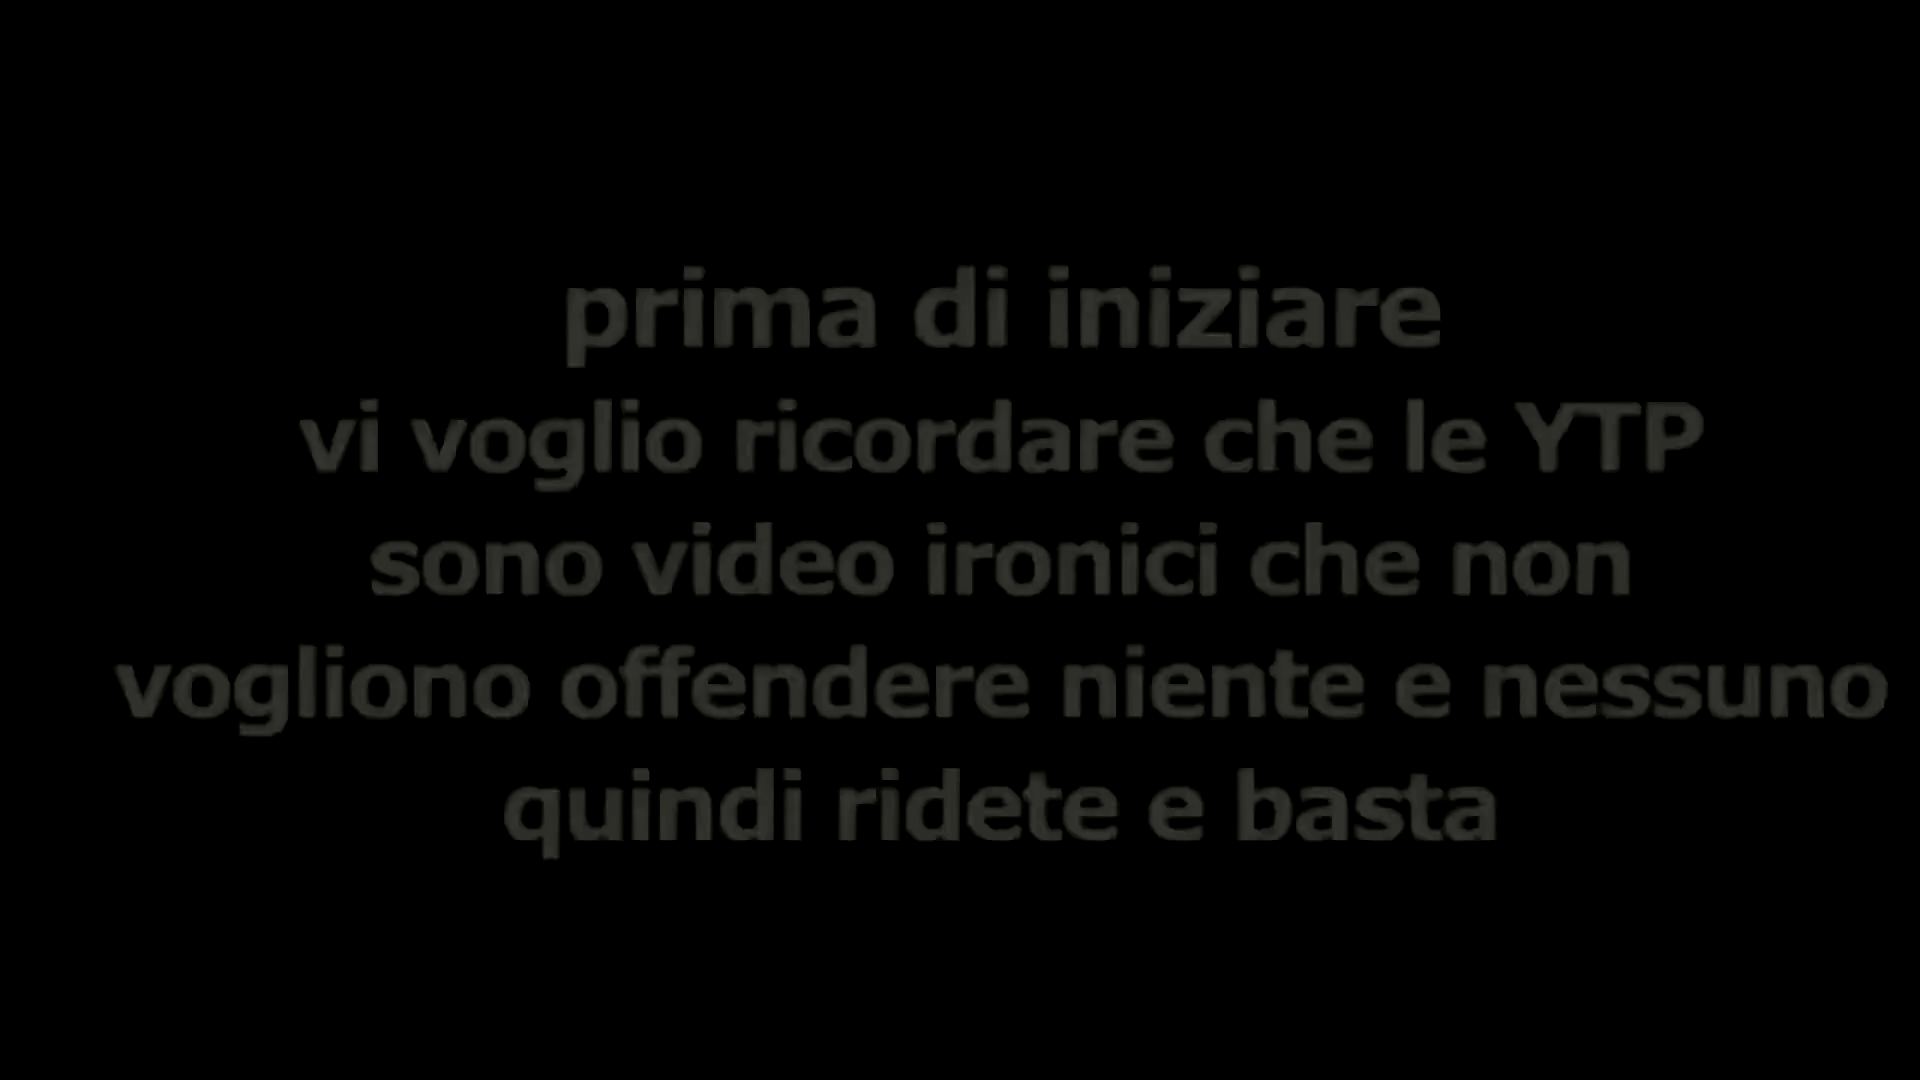 prima di iniziare
vi voglio ricordare che le YTP
sono video ironici che non
vogliono offendere niente e nessuno
quindi ridete e basta